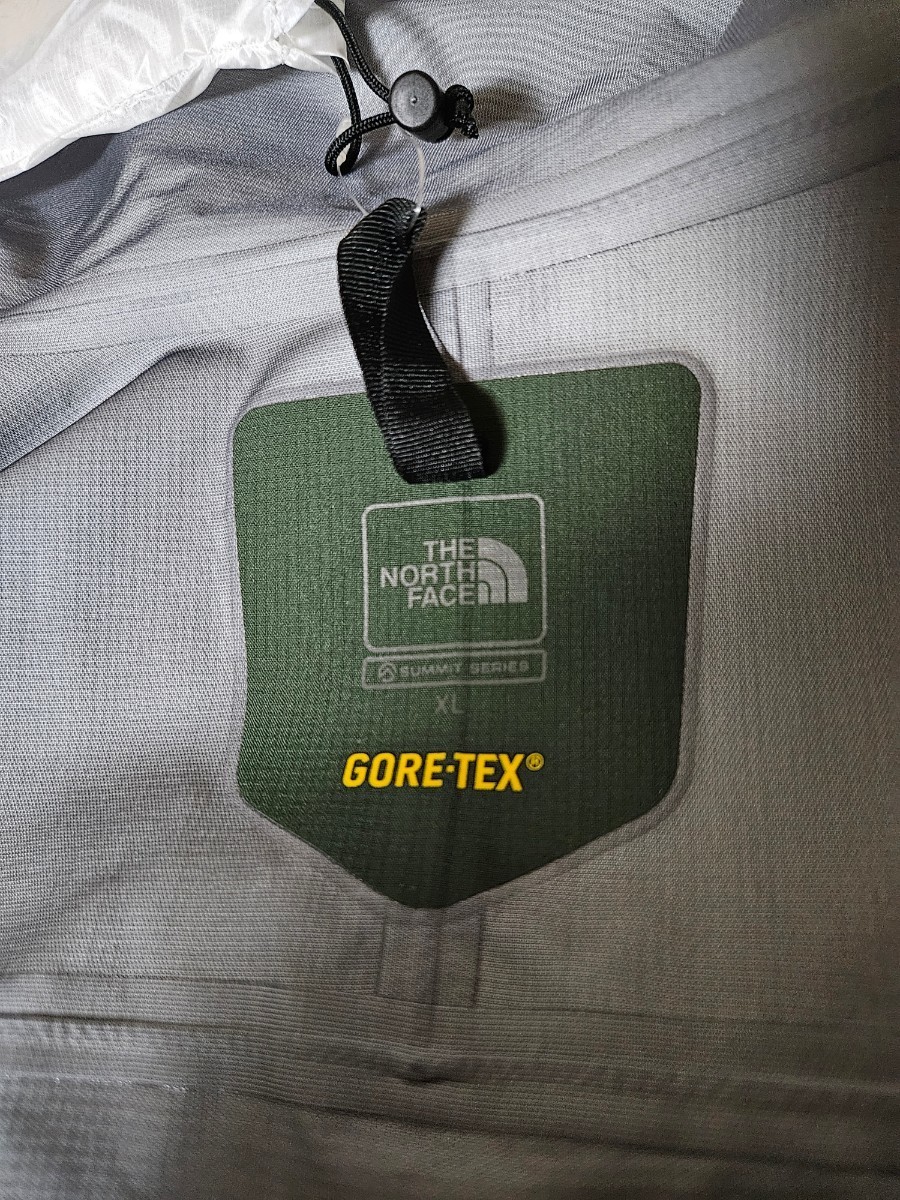 THE
NORTH
FACE
SUMMIT SERIES
XL
GORE-TEX®